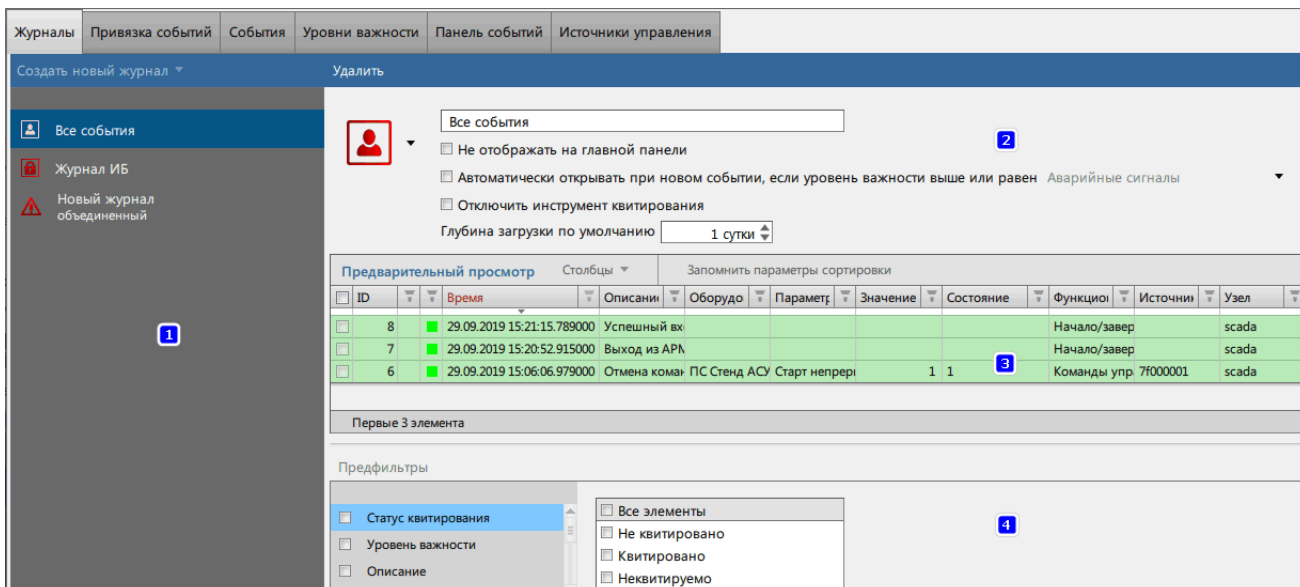 Журналы Привязка событий События Уровни важности Панель событий Источники управления
Создать новый журнал Удалить
Все события
Журнал ИБ
Новый журнал
объединенный
1
Все события
2
Не отображать на главной панели
Автоматически открывать при новом событии, если уровень важности выше или равен Аварийные сигналы
Отключить инструмент квитирования
Глубина загрузки по умолчанию 1 сутки
Предварительный просмотр Столбцы Запомнить параметры сортировки
ID Время Описани Оборудо Парамет Значение Состояние Функцио Источни Узел
8 29.09.2019 15:21:15.789000 Успешный вх Начало/завер scada
7 29.09.2019 15:20:52.915000 Выход из АРМ Начало/завер scada
6 29.09.2019 15:06:06.979000 Отмена коман ПС Стенд АСУ Старт непрер 1 1 Команды упр 7f000001 scada
3
Первые 3 элемента
Предфильтры
Статус квитирования
Уровень важности
Описание
Все элементы
Не квитировано
Квитировано
Неквитируемо
4